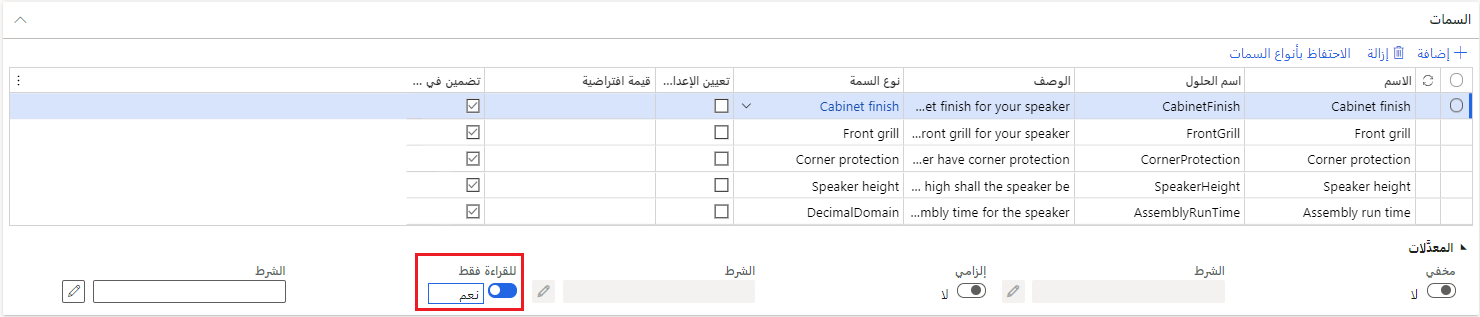 السمات
إضافة إزالة الاحتفاظ بأنواع السمات
الاسم اسم الحلول الوصف نوع السمة تعيين الإعدا... قيمة افتراضية تضمين في ...
Cabinet finish CabinetFinish ...et finish for your speaker Cabinet finish
Front grill FrontGrill ...ront grill for your speaker Front grill
Corner protection CornerProtection ...er have corner protection Corner protection
Speaker height SpeakerHeight ... high shall the speaker be Speaker height
Assembly run time AssemblyRunTime ...mbly time for the speaker DecimalDomain
المعدَّلات
مخفي الشرط إلزامي الشرط للقراءة فقط الشرط
لا لا نعم